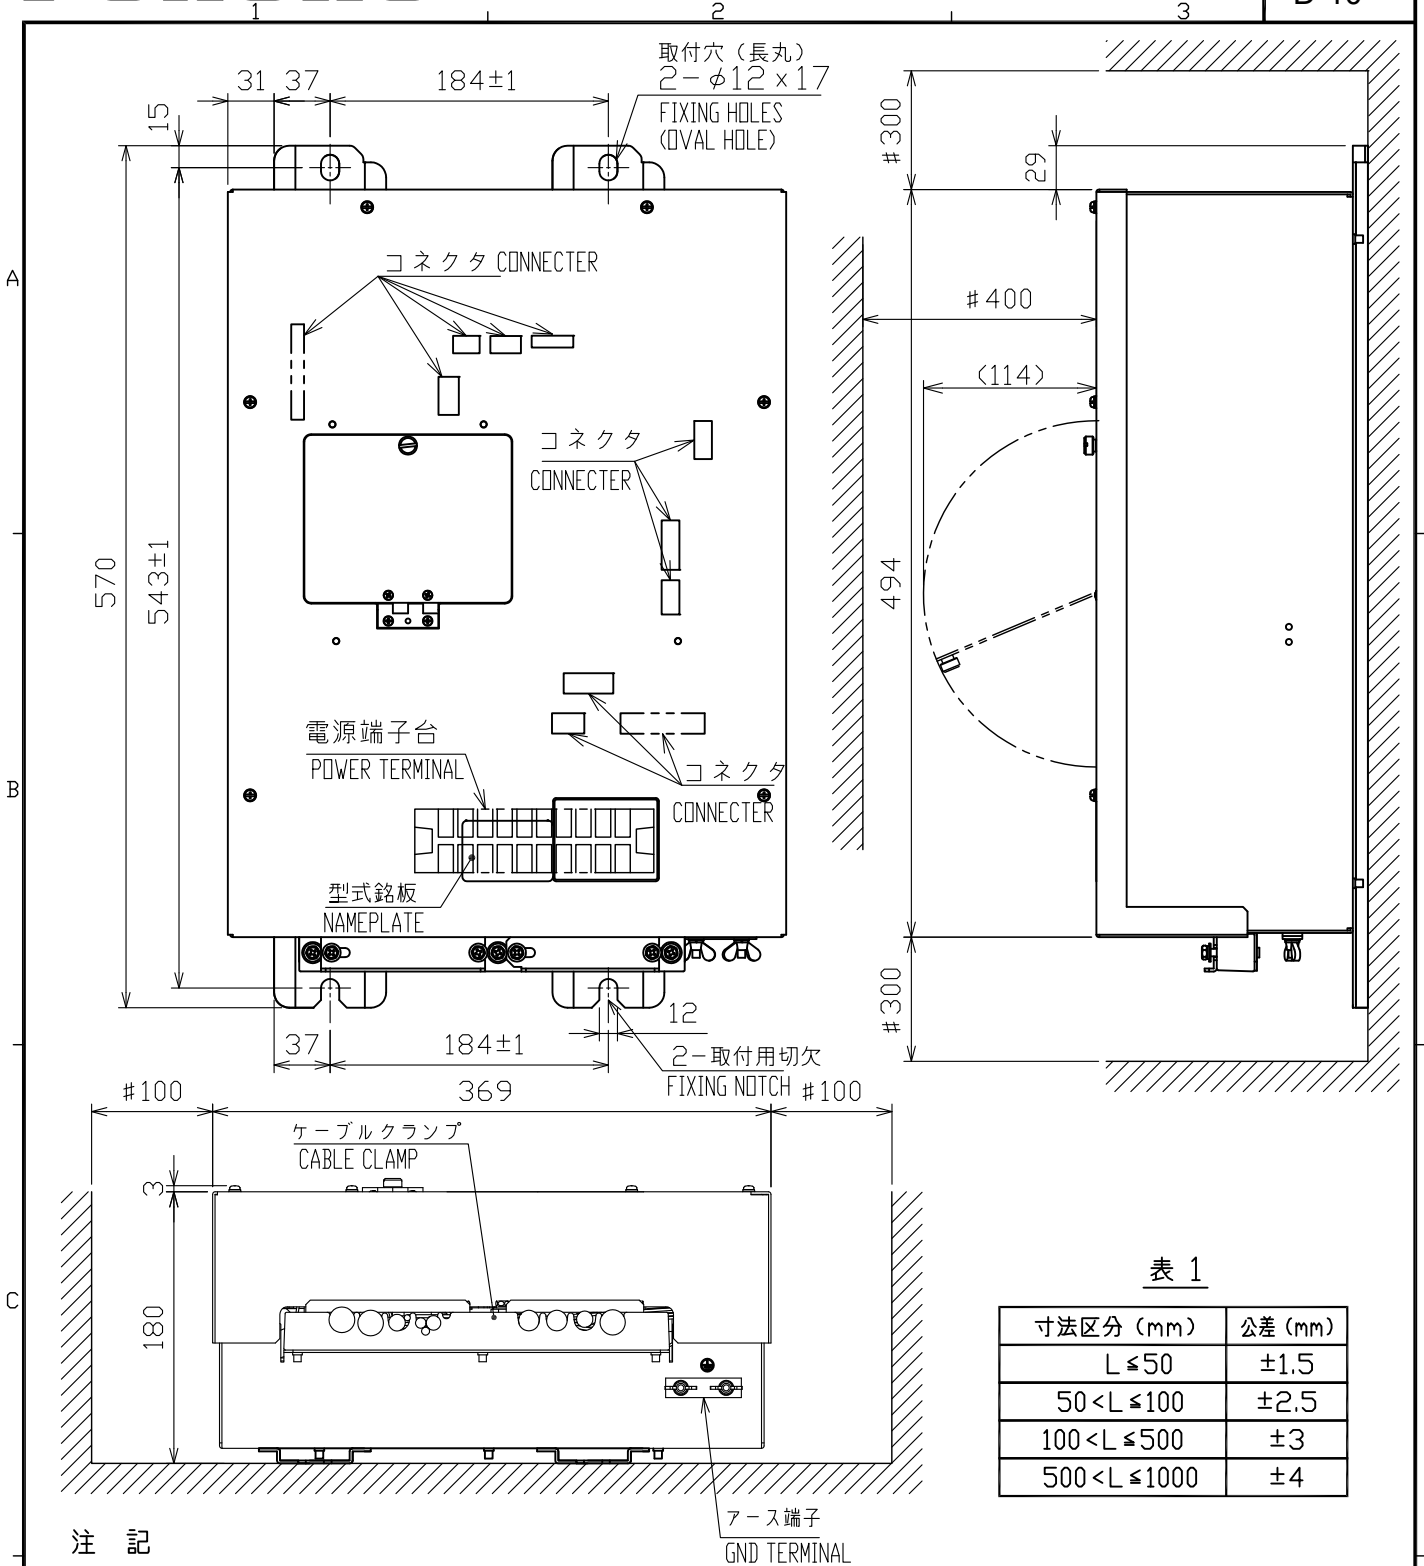 1
2
3
取付穴（長丸）
2-φ12×17
FIXING HOLES
(OVAL HOLE)
31
37
184±1
15
#300
29
A
コネクタ CONNECTER
#400
(114)
コネクタ
CONNECTER
570
543±1
494
電源端子台
POWER TERMINAL
コネクタ
CONNECTER
B
型式銘板
NAMEPLATE
#300
12
37
184±1
2-取付用切欠
FIXING NOTCH
#100
369
#100
ケーブルクランプ
CABLE CLAMP
3
180
C
表 1
寸法区分（mm） 公差（mm）
L≦50 ±1.5
50<L≦100 ±2.5
100<L≦500 ±3
500<L≦1000 ±4
アース端子
GND TERMINAL
注 記